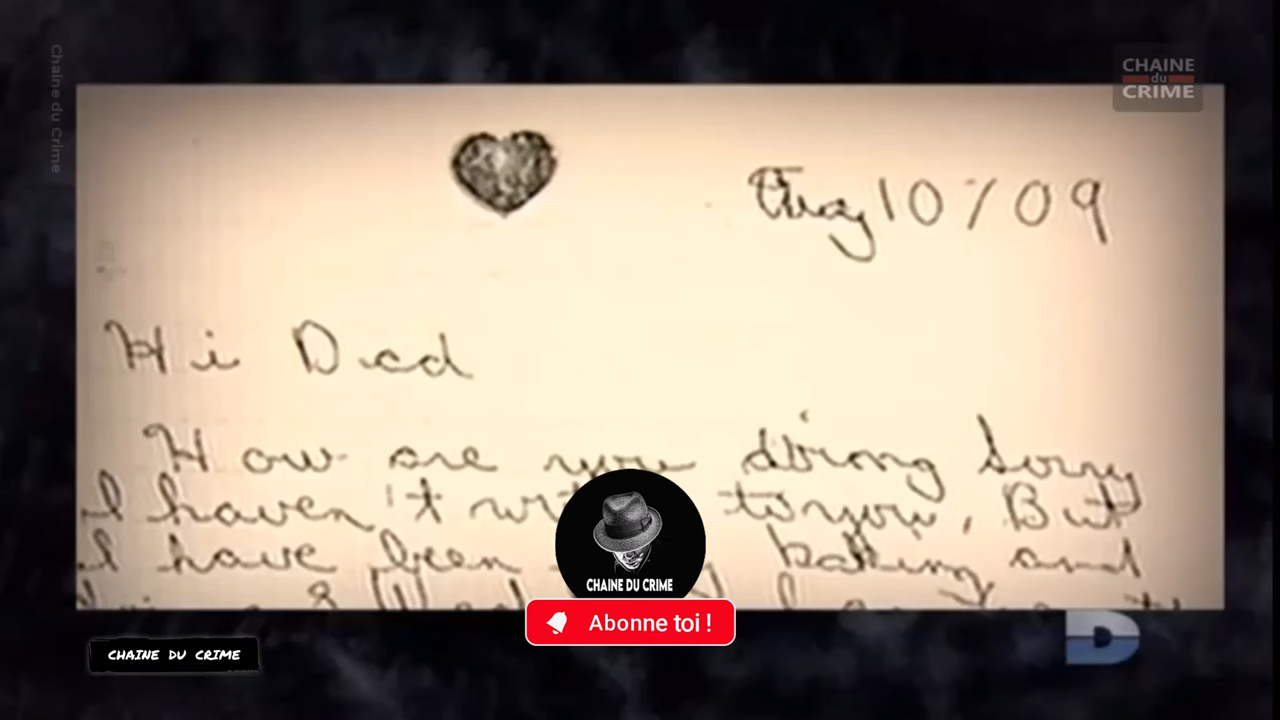 Chaine du Crime
CHAINE
du
CRIME
Aug 10 / 09
Hi Dad
How are you doing Sorry
I haven't to you, But
I have been baking and
CHAINE DU CRIME
Abonne toi !
CHAINE DU CRIME
D